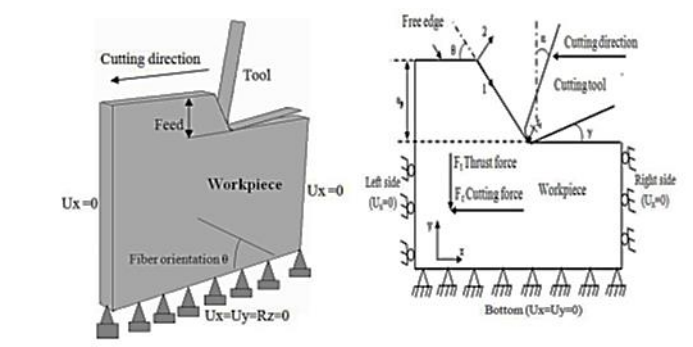 Cutting direction
Tool
Feed
Workpiece
Ux=0
Ux=0
Fiber orientation θ
Ux=Uy=Rz=0
Free edge
θ
2
1
α
Cutting direction
Cutting tool
γ
Left side
(Ux=0)
Ft Thrust force
Workpiece
Right side
(Ux=0)
Cutting force
y
x
Bottom (Ux=Uy=0)